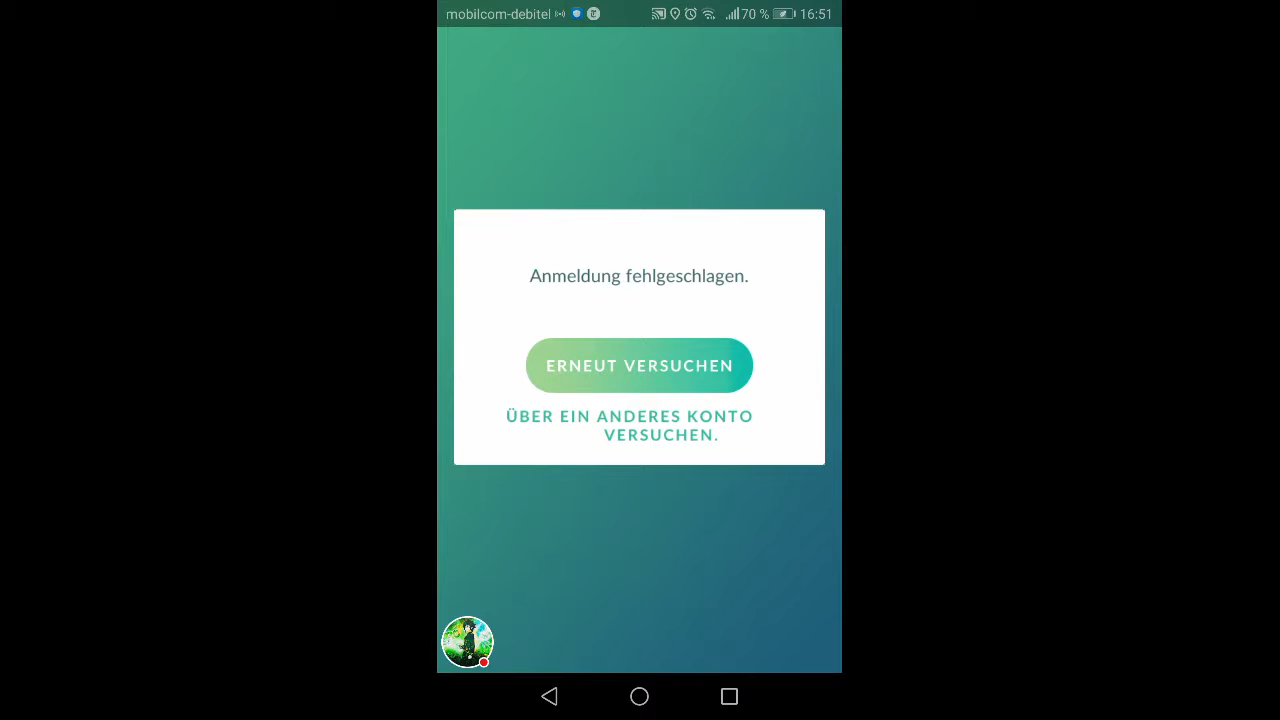 mobilcom-debitel 70 % 16:51
Anmeldung fehlgeschlagen.
ERNEUT VERSUCHEN
ÜBER EIN ANDERES KONTO
VERSUCHEN.